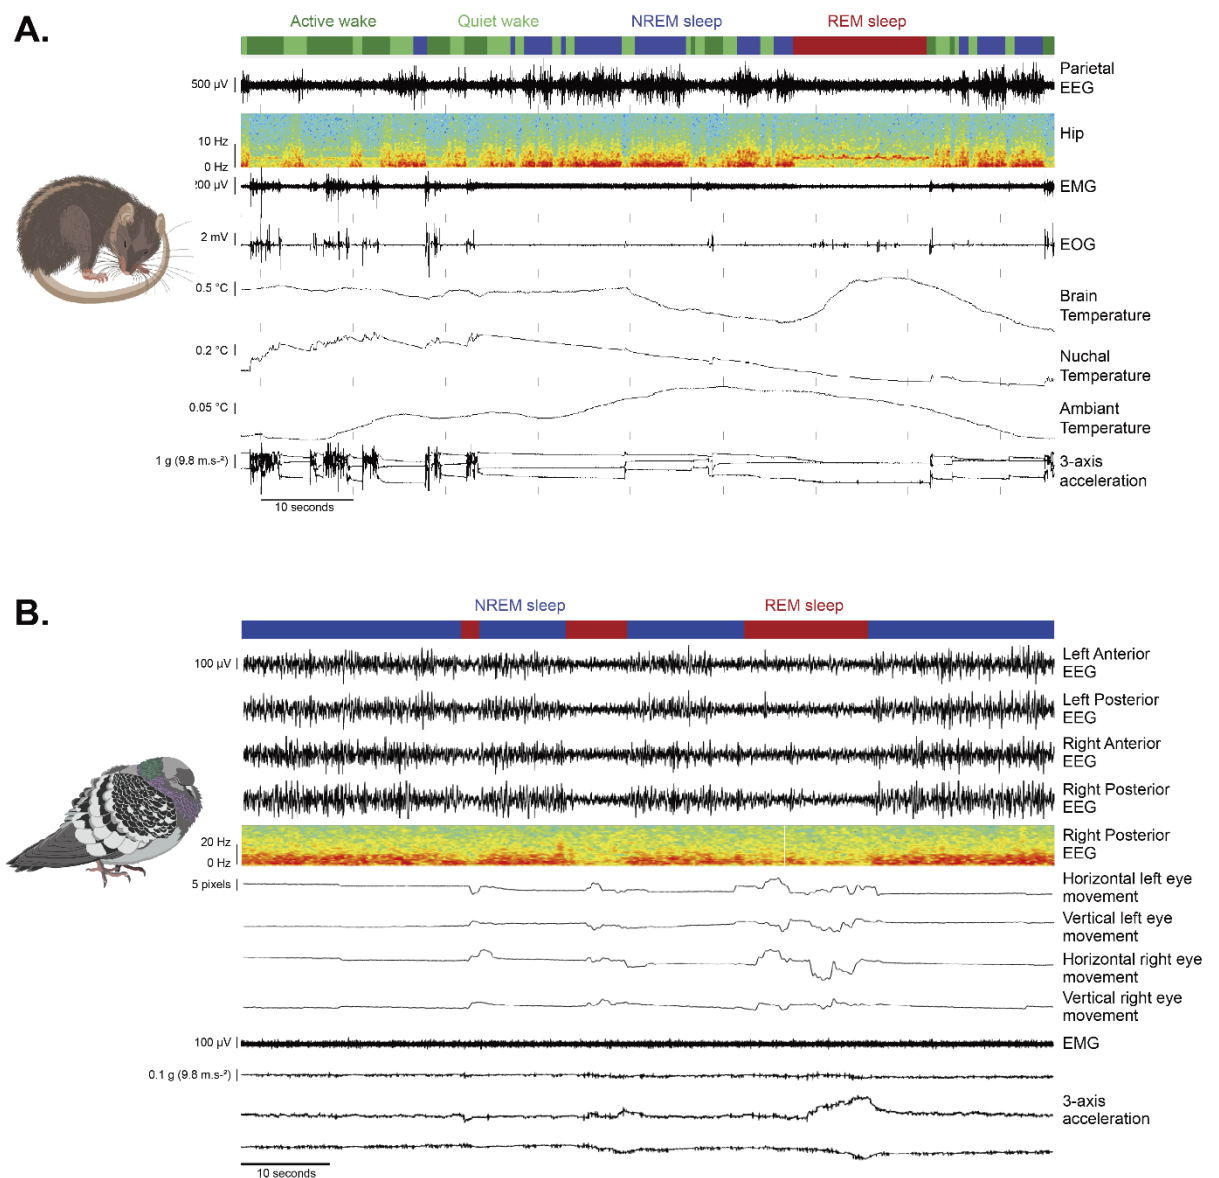 A.
Active wake
Quiet wake
NREM sleep
REM sleep
500 µV
Parietal
EEG
10 Hz
0 Hz
Hip
200 µV
EMG
2 mV
EOG
0.5 °C
Brain
Temperature
0.2 °C
Nuchal
Temperature
0.05 °C
Ambiant
Temperature
1 g (9.8 m.s-²)
3-axis
acceleration
10 seconds
B.
NREM sleep
REM sleep
100 µV
Left Anterior
EEG
Left Posterior
EEG
Right Anterior
EEG
Right Posterior
EEG
20 Hz
0 Hz
Right Posterior
EEG
5 pixels
Horizontal left eye
movement
Vertical left eye
movement
Horizontal right eye
movement
Vertical right eye
movement
100 µV
EMG
0.1 g (9.8 m.s-²)
3-axis
acceleration
10 seconds